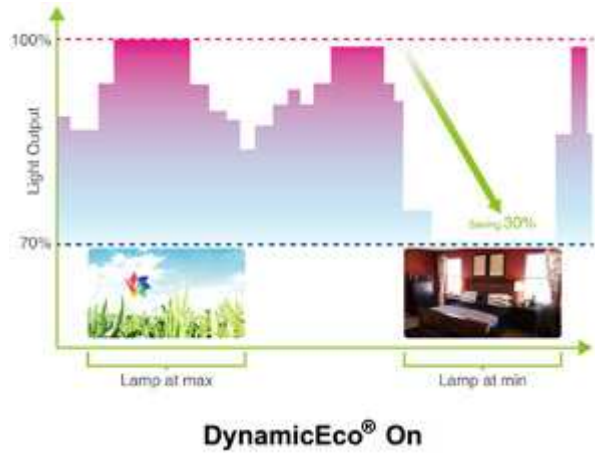 100%
Light Output
Saving 30%
70%
Lamp at max
Lamp at min
DynamicEco® On